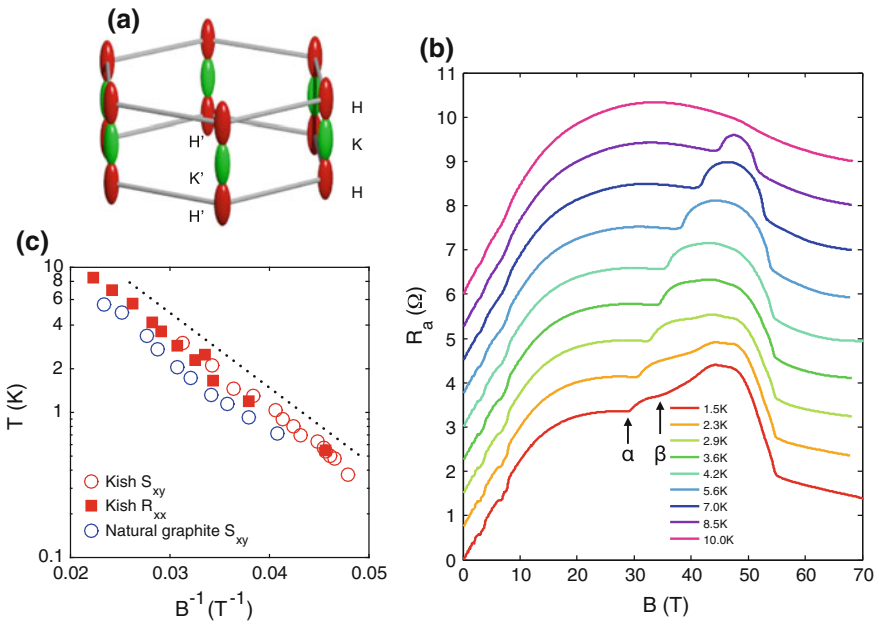 (a)
H
H'
K
K'
H'
H
(b)
11
10
9
8
7
6
5
4
3
2
1
0
R_a (Ω)
α
β
1.5K
2.3K
2.9K
3.6K
4.2K
5.6K
7.0K
8.5K
10.0K
0 10 20 30 40 50 60 70
B (T)
(c)
10
8
6
4
2
1
0.1
T (K)
Kish S_xy
Kish R_xx
Natural graphite S_xy
0.02 0.03 0.04 0.05
B⁻¹ (T⁻¹)